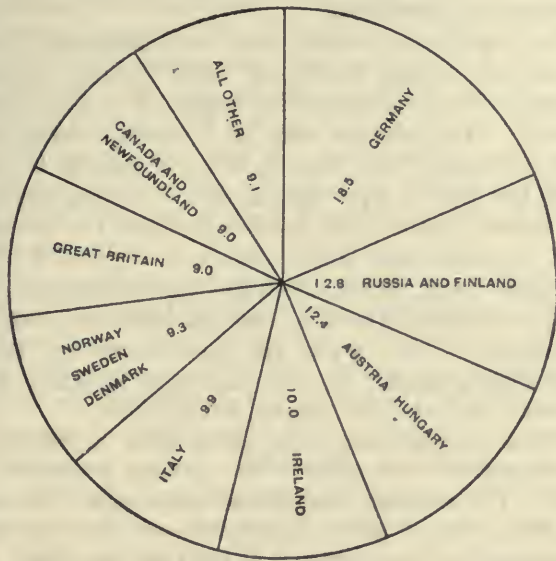 GERMANY
18.5
12.8 RUSSIA AND FINLAND
12.4 AUSTRIA HUNGARY
10.0 IRELAND
ITALY 9.9
NORWAY 9.3
SWEDEN
DENMARK
GREAT BRITAIN 9.0
CANADA AND
NEWFOUNDLAND 9.0
ALL OTHER 9.1